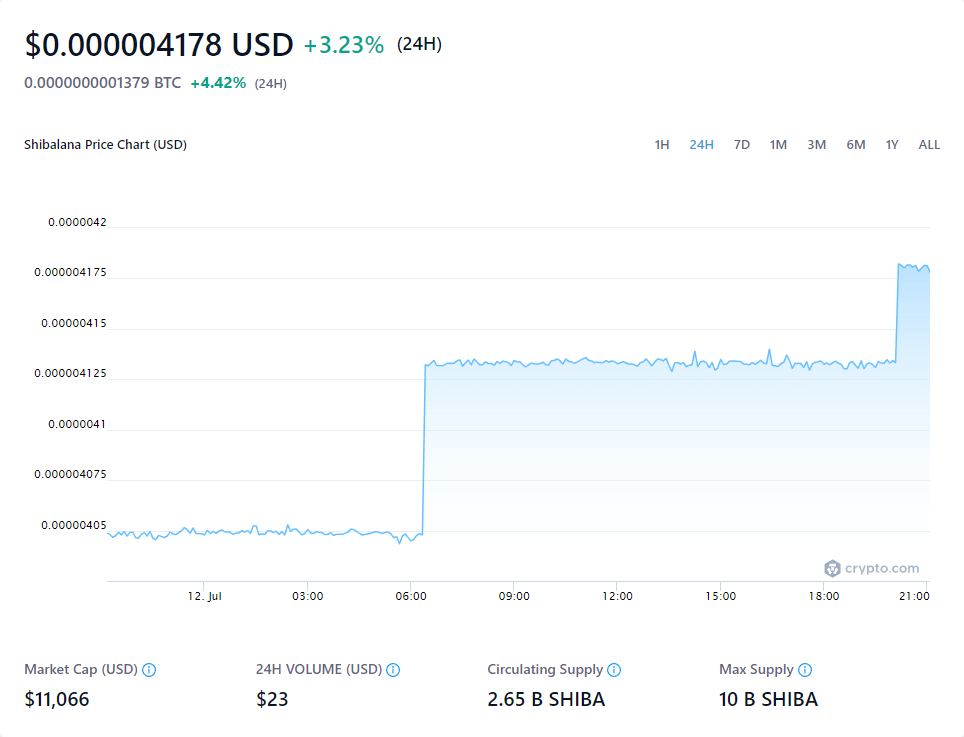 $0.000004178 USD +3.23% (24H)
0.0000000001379 BTC +4.42% (24H)
Shibalana Price Chart (USD) 1H 24H 7D 1M 3M 6M 1Y ALL
0.0000042
0.000004175
0.00000415
0.000004125
0.0000041
0.000004075
0.00000405
crypto.com
12. Jul 03:00 06:00 09:00 12:00 15:00 18:00 21:00
Market Cap (USD) 24H VOLUME (USD) Circulating Supply Max Supply
$11,066 $23 2.65 B SHIBA 10 B SHIBA